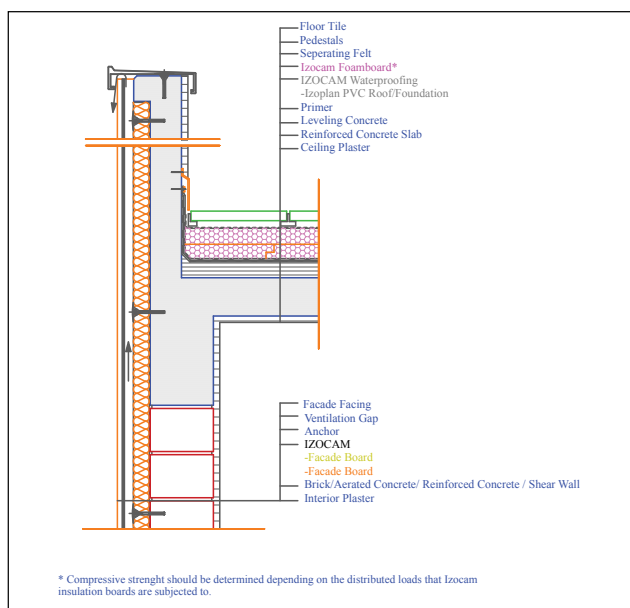 Floor Tile
Pedestals
Seperating Felt
Izocam Foamboard*
IZOCAM Waterproofing
-Izoplan PVC Roof/Foundation
Primer
Leveling Concrete
Reinforced Concrete Slab
Ceiling Plaster
Facade Facing
Ventilation Gap
Anchor
IZOCAM
-Facade Board
-Facade Board
Brick/Aerated Concrete/ Reinforced Concrete / Shear Wall
Interior Plaster
* Compressive strenght should be determined depending on the distributed loads that Izocam
insulation boards are subjected to.